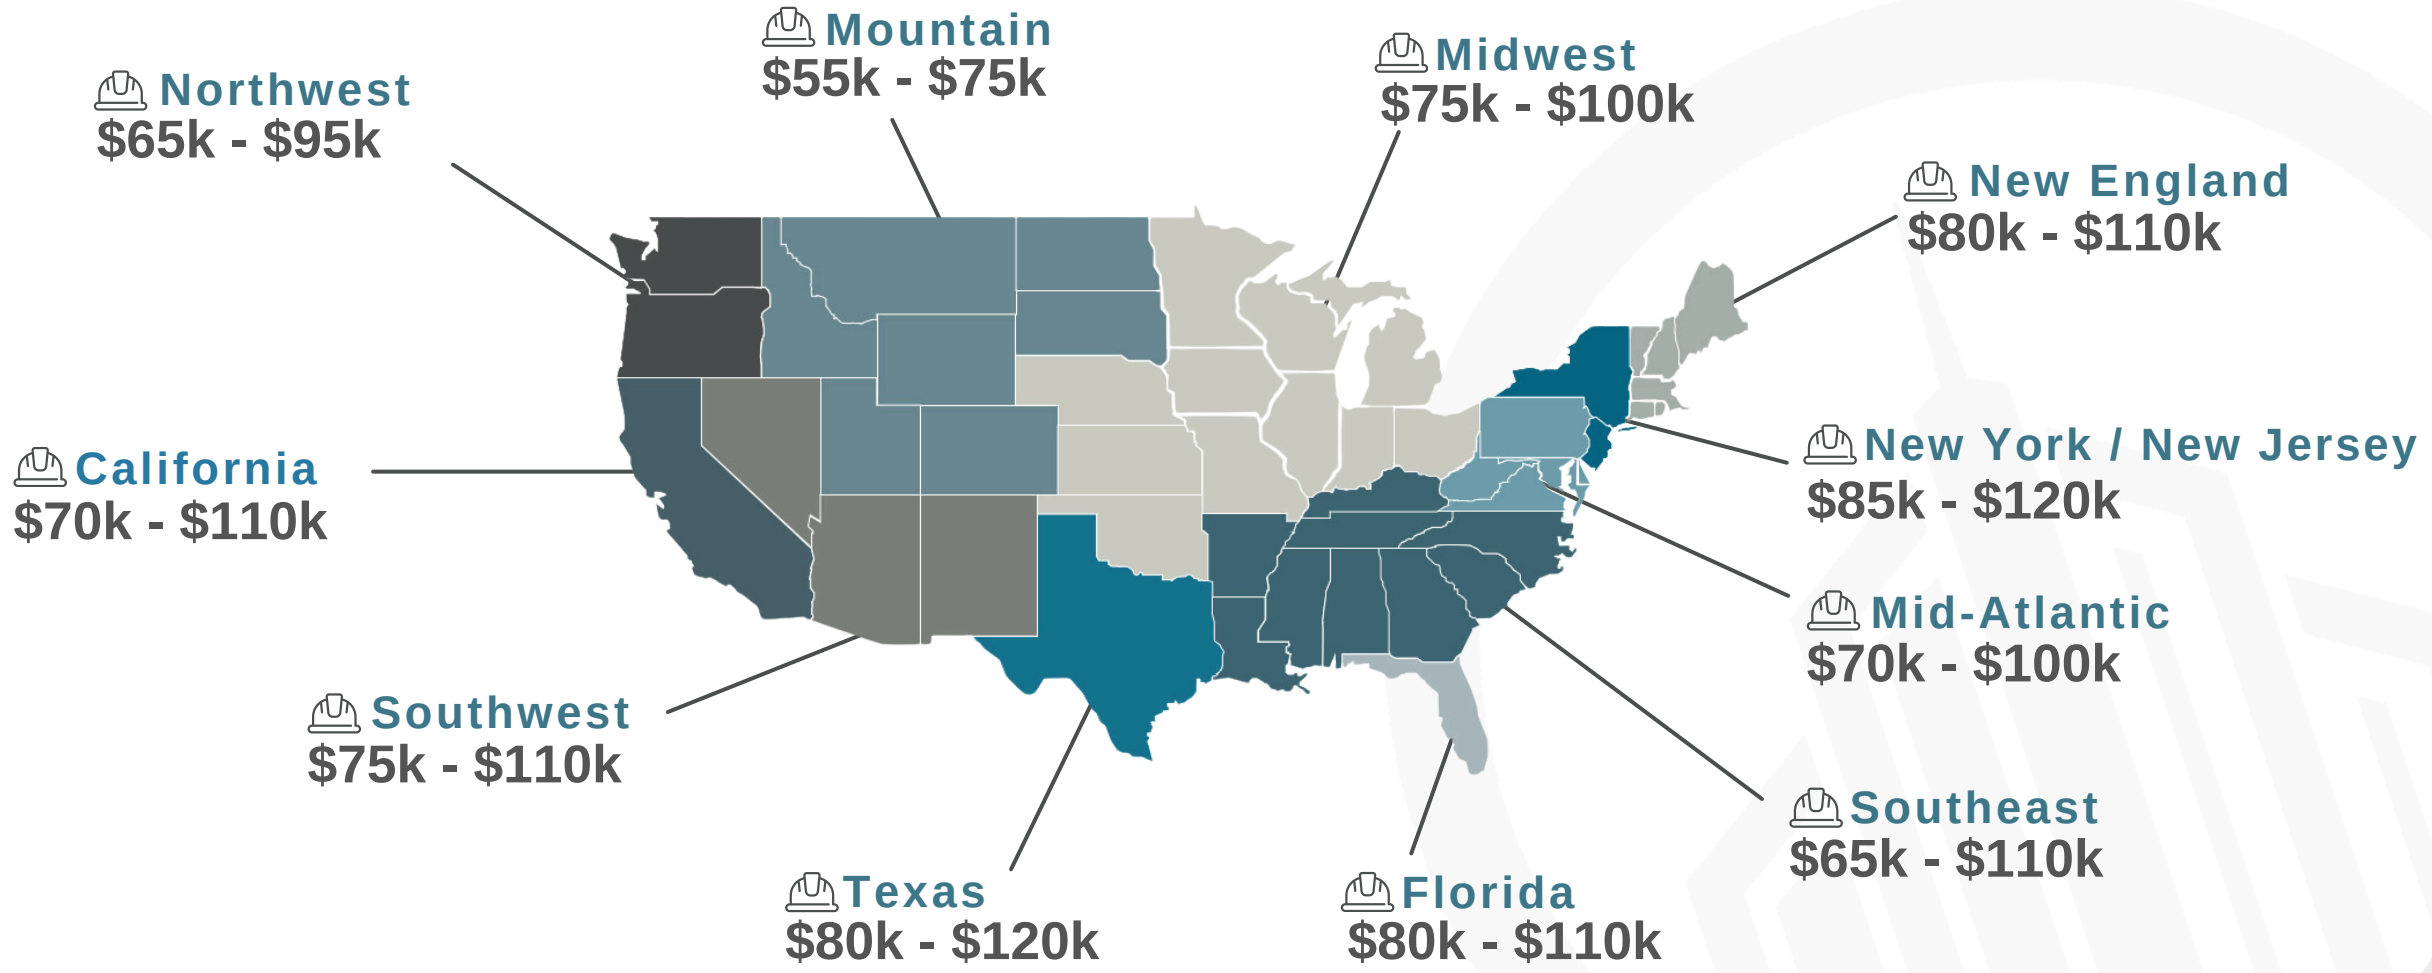 Mountain
$55k - $75k
Midwest
$75k - $100k
Northwest
$65k - $95k
New England
$80k - $110k
California
$70k - $110k
New York / New Jersey
$85k - $120k
Mid-Atlantic
$70k - $100k
Southwest
$75k - $110k
Southeast
$65k - $110k
Texas
$80k - $120k
Florida
$80k - $110k